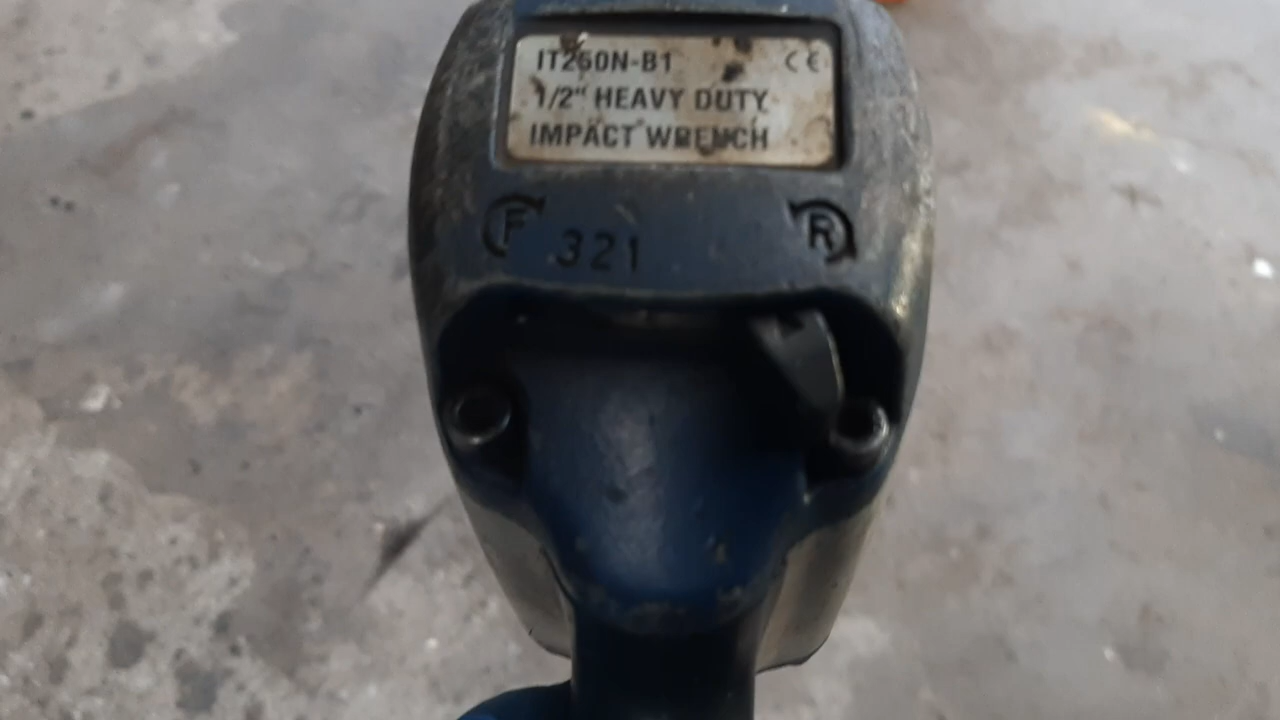 IT250N-B1 CE
1/2" HEAVY DUTY
IMPACT WRENCH
F 321 R